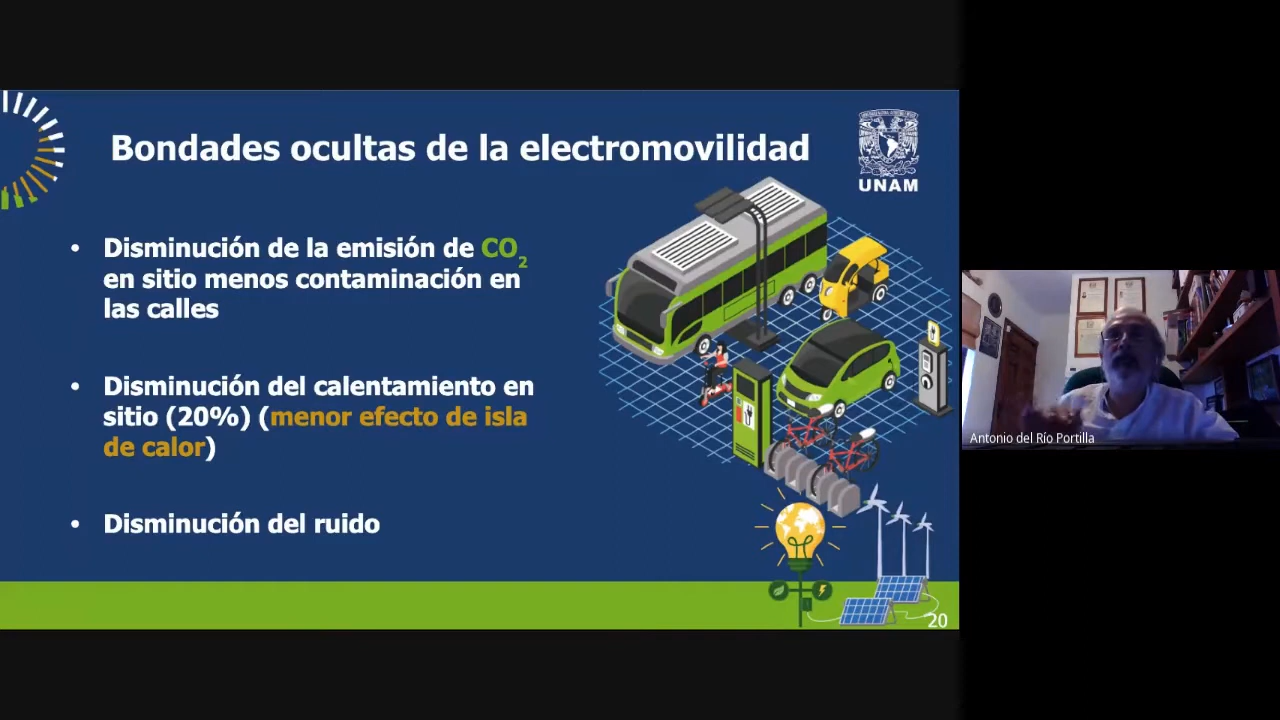 Bondades ocultas de la electromovilidad
UNAM
• Disminución de la emisión de CO₂
en sitio menos contaminación en
las calles
• Disminución del calentamiento en
sitio (20%) (menor efecto de isla
de calor)
• Disminución del ruido
20
Antonio del Río Portilla